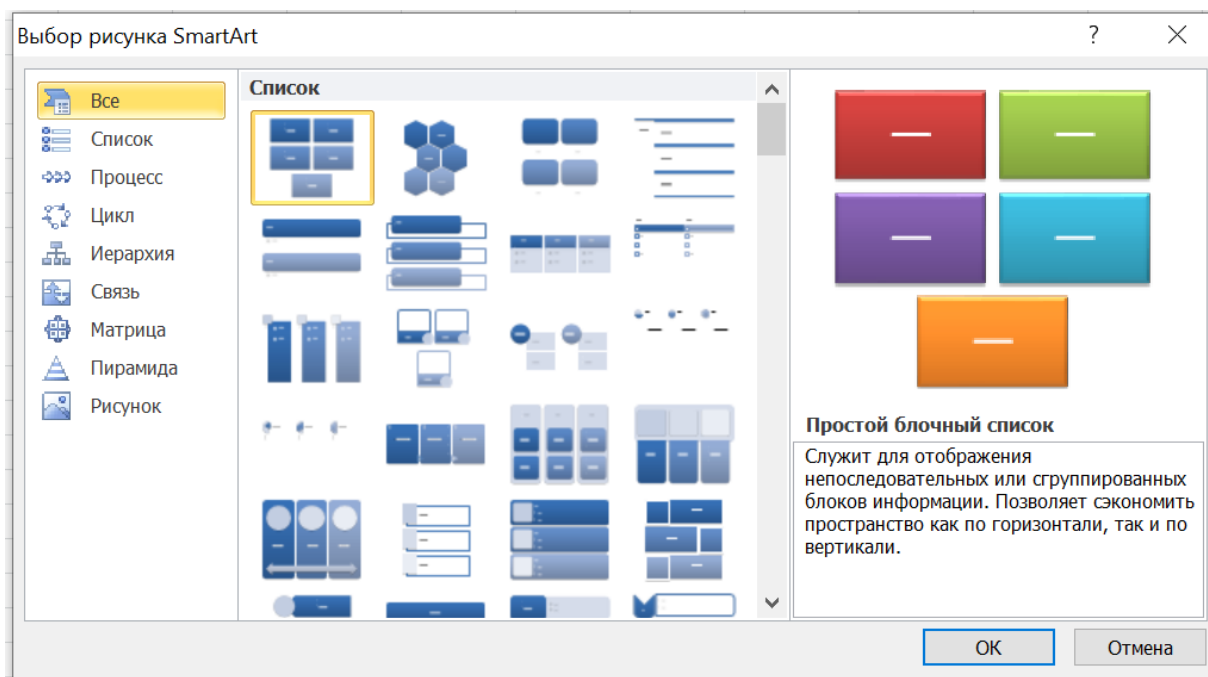 Выбор рисунка SmartArt
?
Все
Список
Процесс
Цикл
Иерархия
Связь
Матрица
Пирамида
Рисунок
Список
Простой блочный список
Служит для отображения
непоследовательных или сгруппированных
блоков информации. Позволяет сэкономить
пространство как по горизонтали, так и по
вертикали.
ОК
Отмена